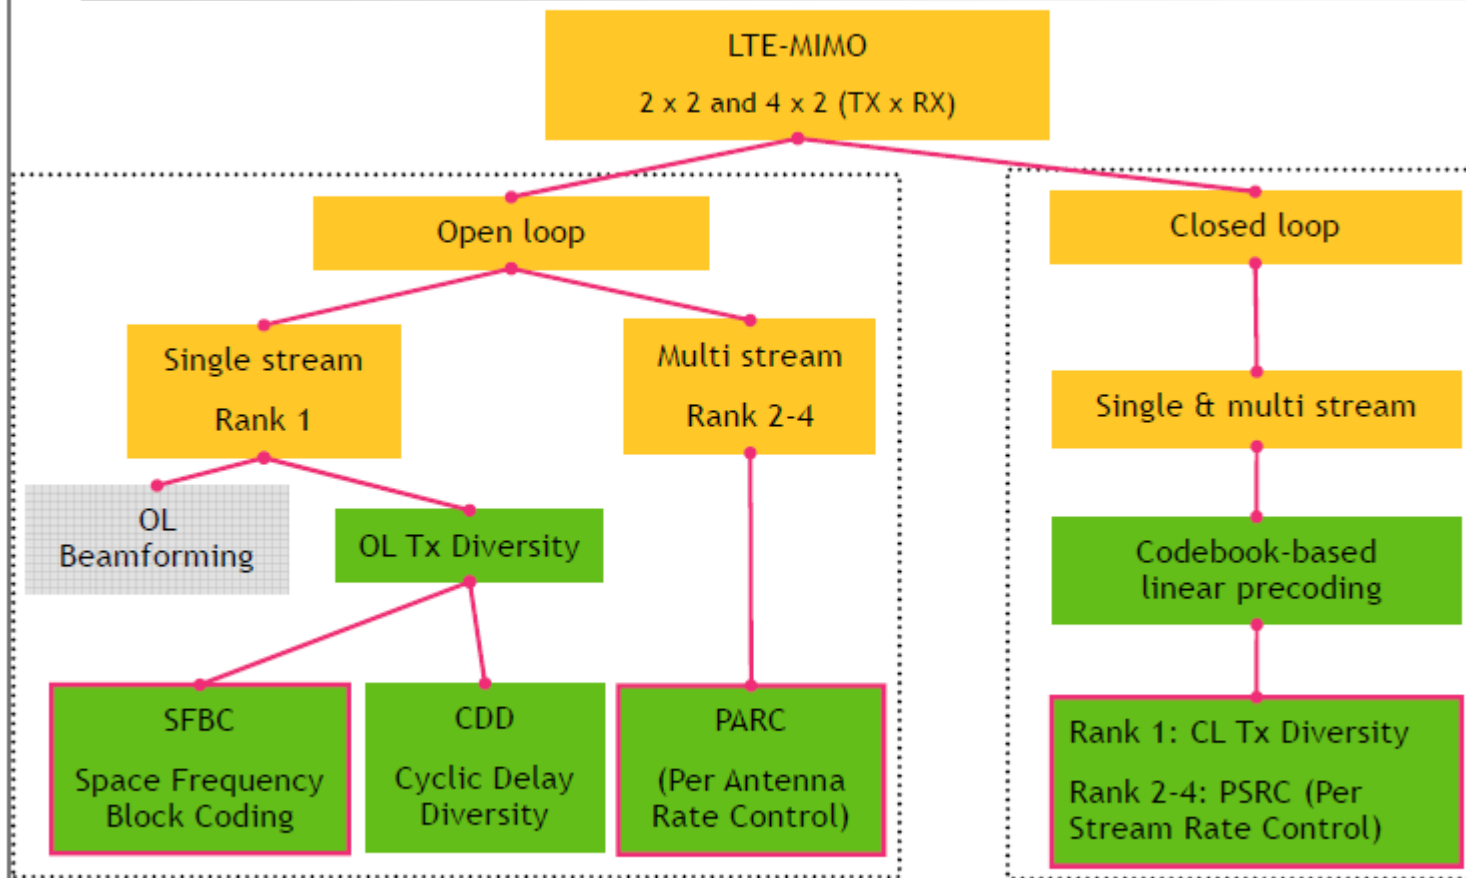 LTE-MIMO
2 x 2 and 4 x 2 (TX x RX)
Open loop
Closed loop
Single stream
Rank 1
Multi stream
Rank 2-4
Single & multi stream
OL
Beamforming
OL Tx Diversity
Codebook-based
linear precoding
SFBC
Space Frequency
Block Coding
CDD
Cyclic Delay
Diversity
PARC
(Per Antenna
Rate Control)
Rank 1: CL Tx Diversity
Rank 2-4: PSRC (Per
Stream Rate Control)